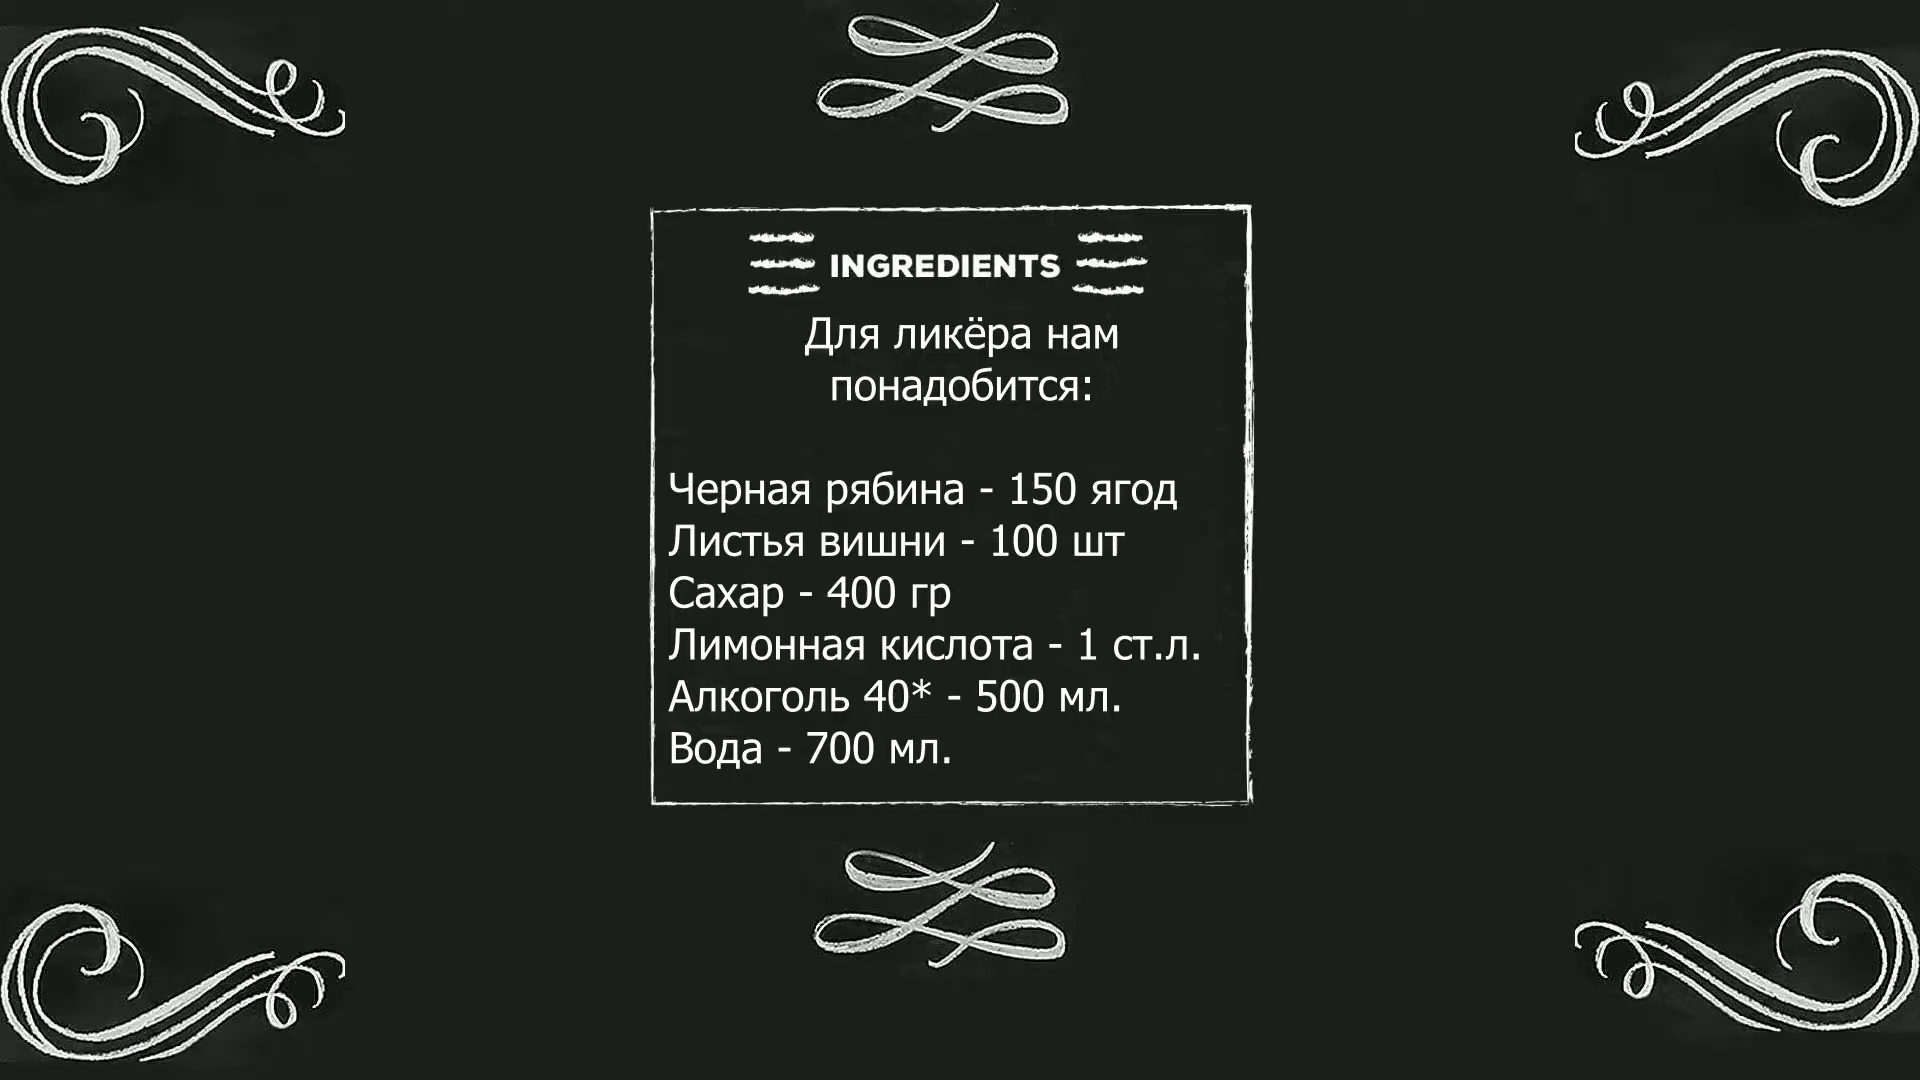 INGREDIENTS
Для ликёра нам
понадобится:
Черная рябина - 150 ягод
Листья вишни - 100 шт
Сахар - 400 гр
Лимонная кислота - 1 ст.л.
Алкоголь 40* - 500 мл.
Вода - 700 мл.